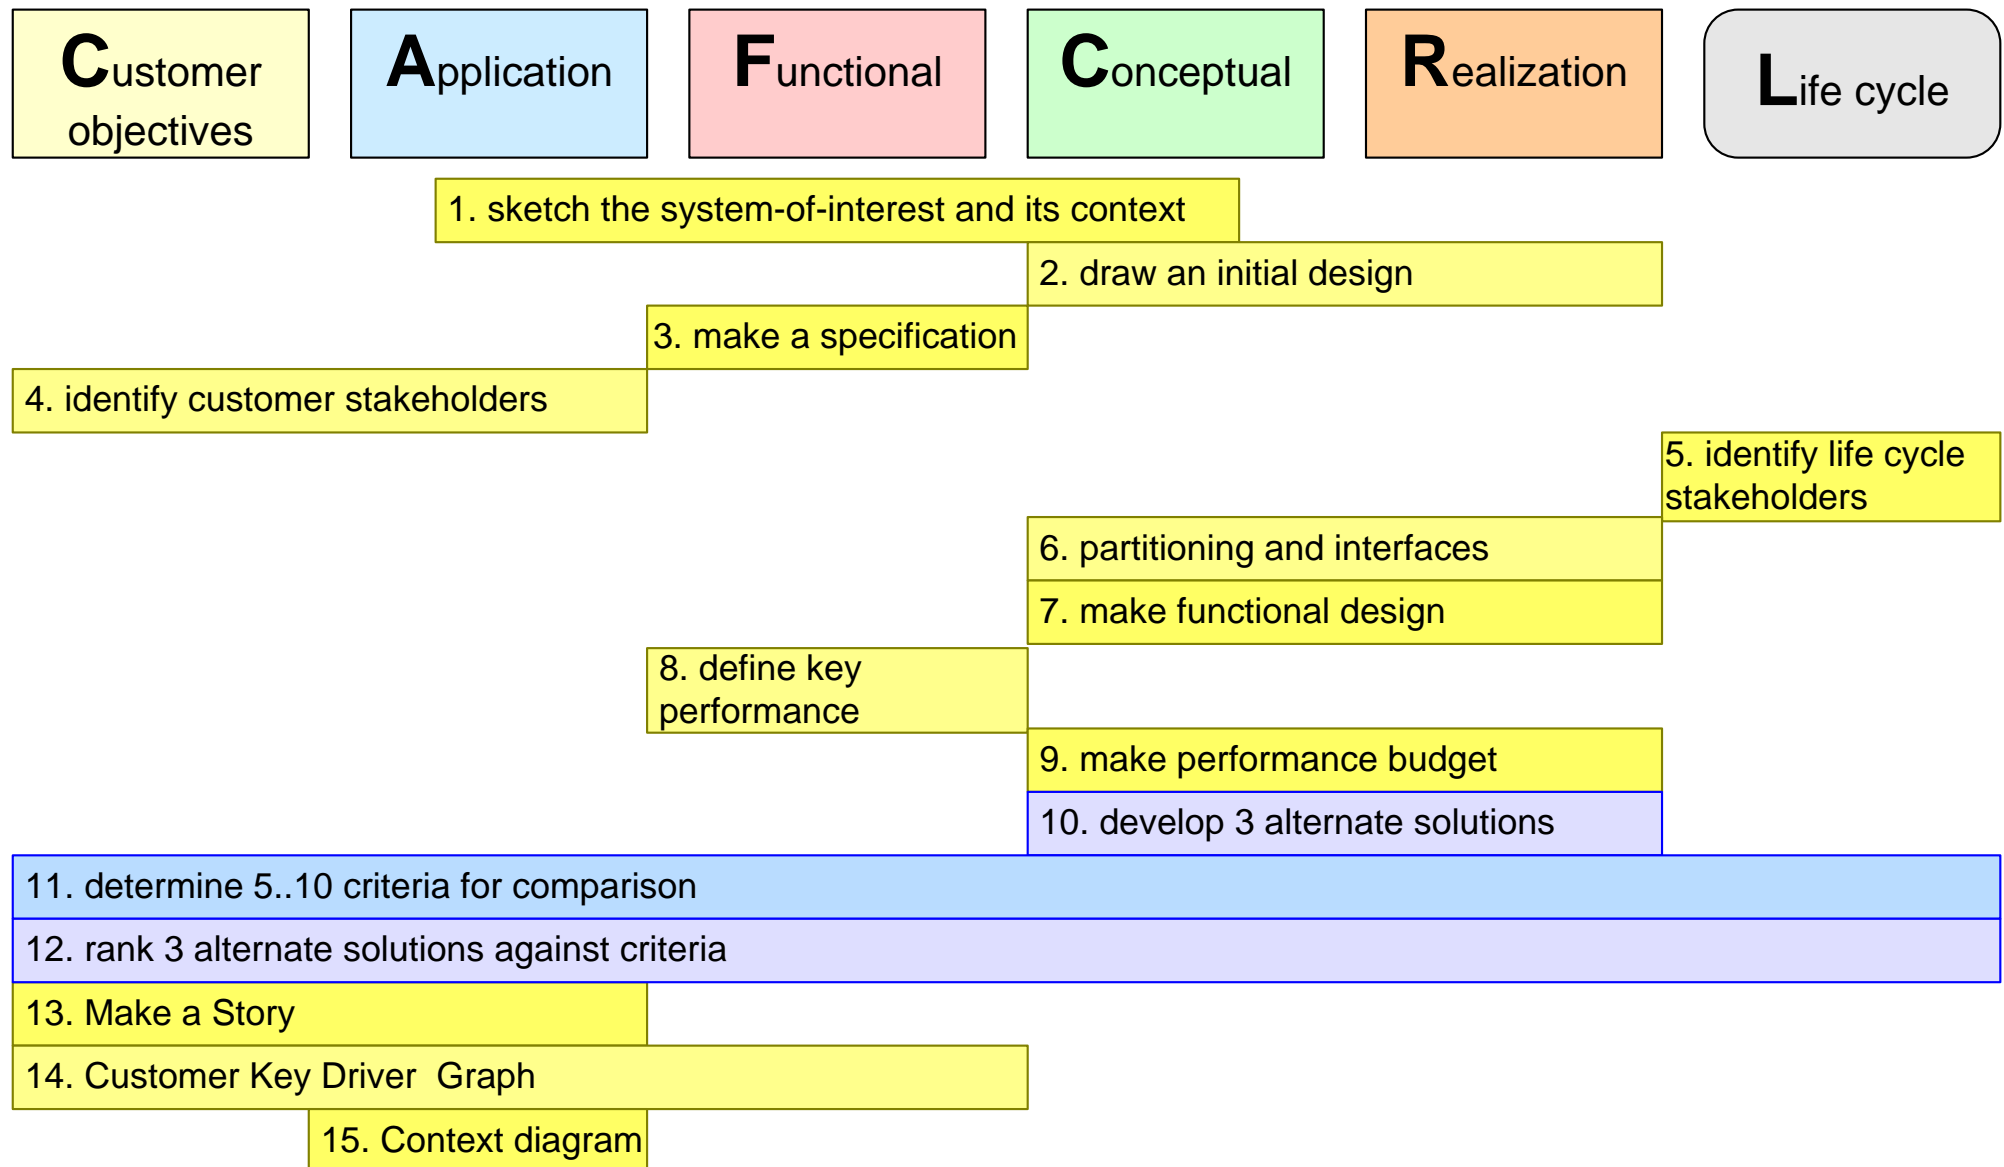 Customer
objectives
Application
Functional
Conceptual
Realization
Life cycle
1. sketch the system-of-interest and its context
2. draw an initial design
3. make a specification
4. identify customer stakeholders
5. identify life cycle
stakeholders
6. partitioning and interfaces
7. make functional design
8. define key
performance
9. make performance budget
10. develop 3 alternate solutions
11. determine 5..10 criteria for comparison
12. rank 3 alternate solutions against criteria
13. Make a Story
14. Customer Key Driver  Graph
15. Context diagram